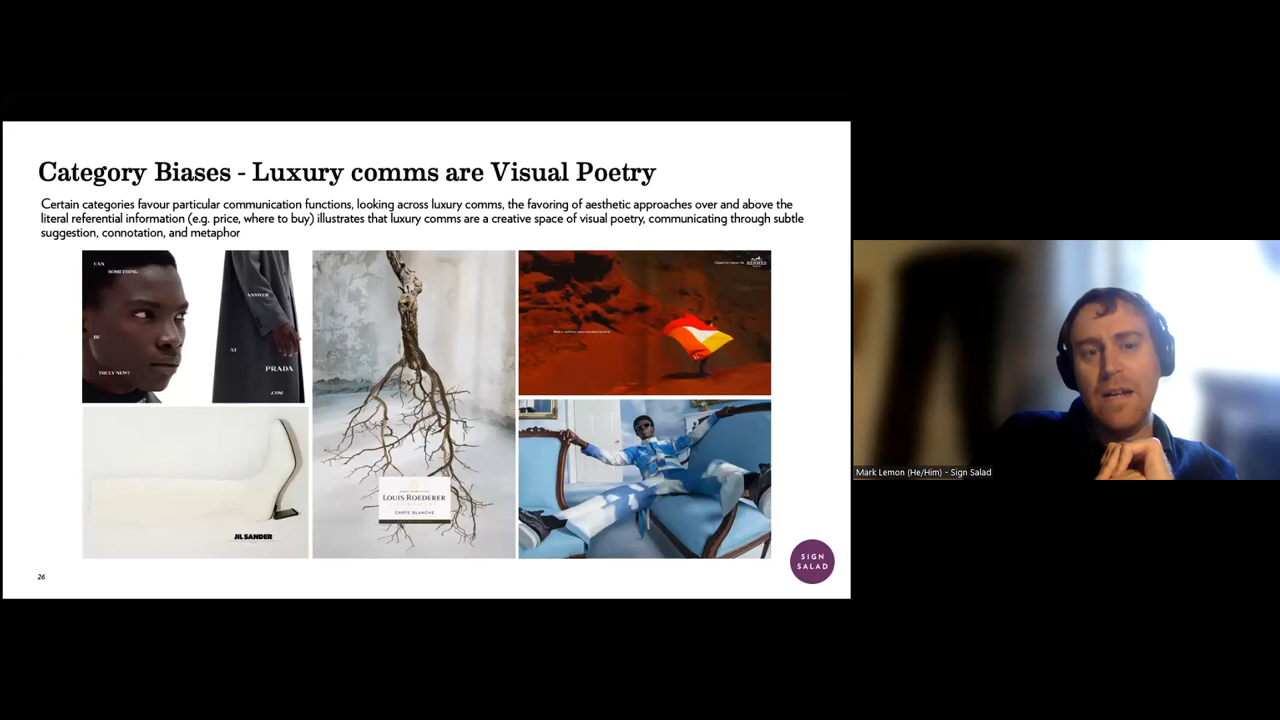 Category Biases - Luxury comms are Visual Poetry
Certain categories favour particular communication functions, looking across luxury comms, the favoring of aesthetic approaches over and above the
literal referential information (e.g. price, where to buy) illustrates that luxury comms are a creative space of visual poetry, communicating through subtle
suggestion, connotation, and metaphor
CAN
SOMETHING
BE
TRULY NEW?
ANSWER
AT
PRADA
.COM
JIL SANDER
LOUIS ROEDERER
CARTE BLANCHE
HERMÈS
26
SIGN
SALAD
Mark Lemon (He/Him) - Sign Salad